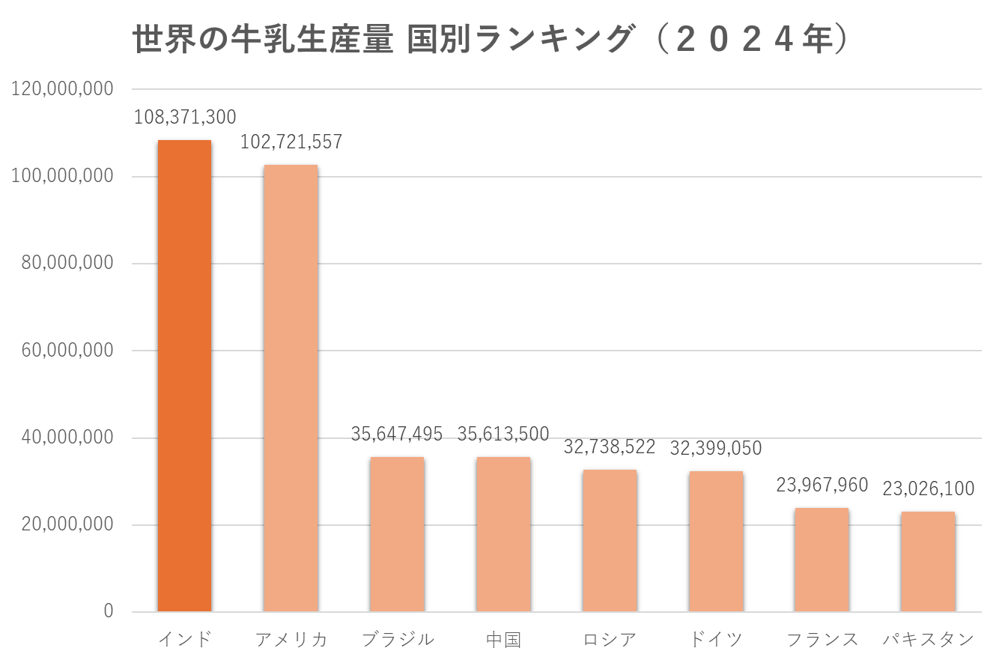 世界の牛乳生産量 国別ランキング（２０２４年）
120,000,000
100,000,000
80,000,000
60,000,000
40,000,000
20,000,000
0
108,371,300
102,721,557
35,647,495
35,613,500
32,738,522
32,399,050
23,967,960
23,026,100
インド
アメリカ
ブラジル
中国
ロシア
ドイツ
フランス
パキスタン